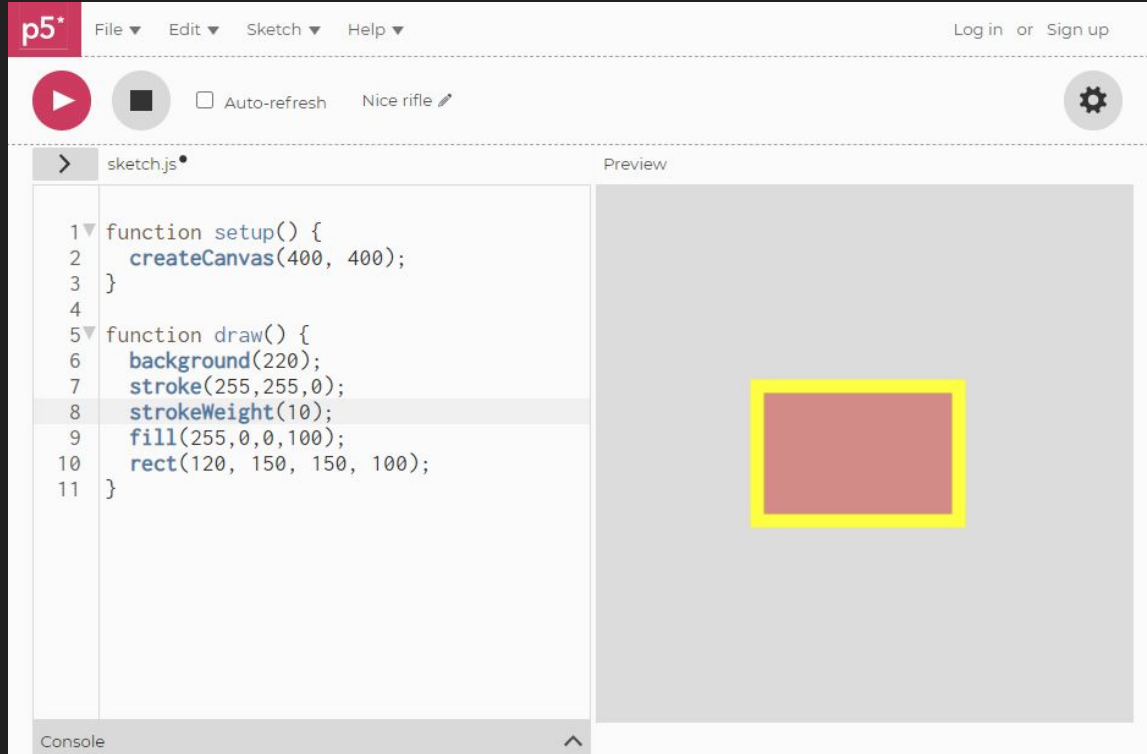 p5* File ▼ Edit ▼ Sketch ▼ Help ▼ Log in or Sign up
Auto-refresh Nice rifle
> sketch.js● Preview
1▼ function setup() {
2   createCanvas(400, 400);
3 }
4
5▼ function draw() {
6   background(220);
7   stroke(255,255,0);
8   strokeWeight(10);
9   fill(255,0,0,100);
10   rect(120, 150, 150, 100);
11 }
Console